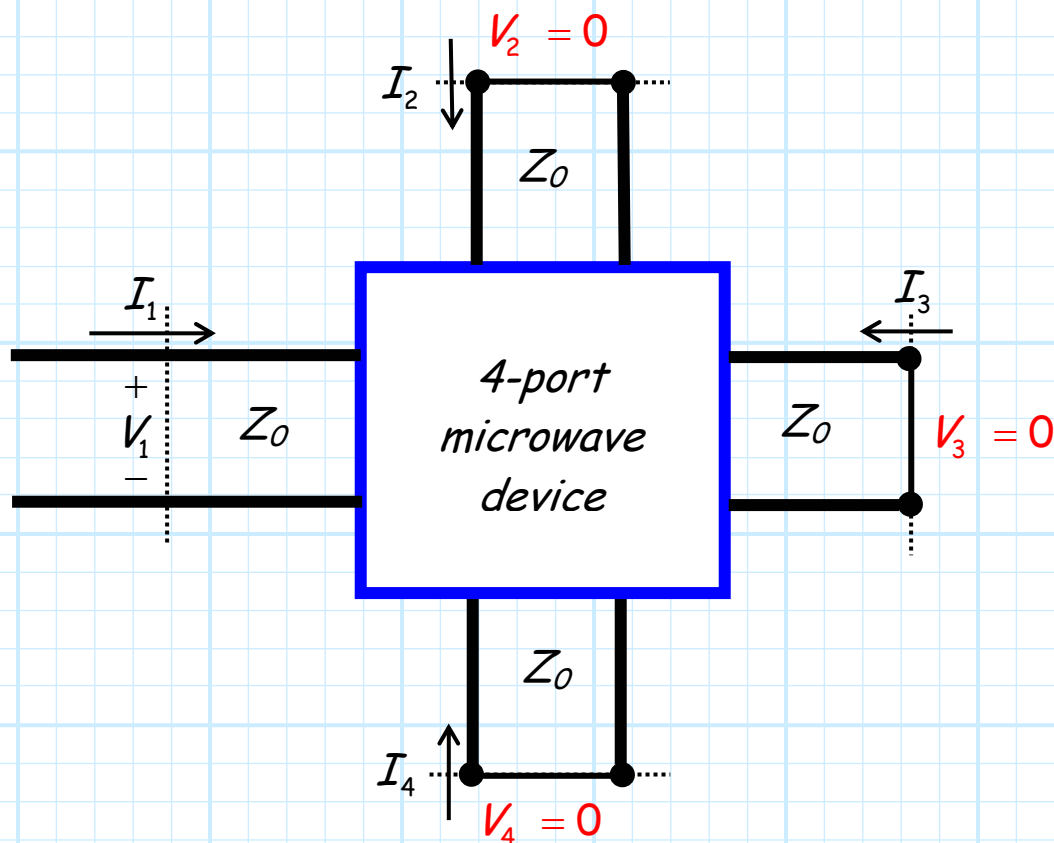 V₂ = 0
I₂
Z₀
I₁
I₃
+
V₁
−
Z₀
4-port
microwave
device
Z₀
V₃ = 0
Z₀
I₄
V₄ = 0